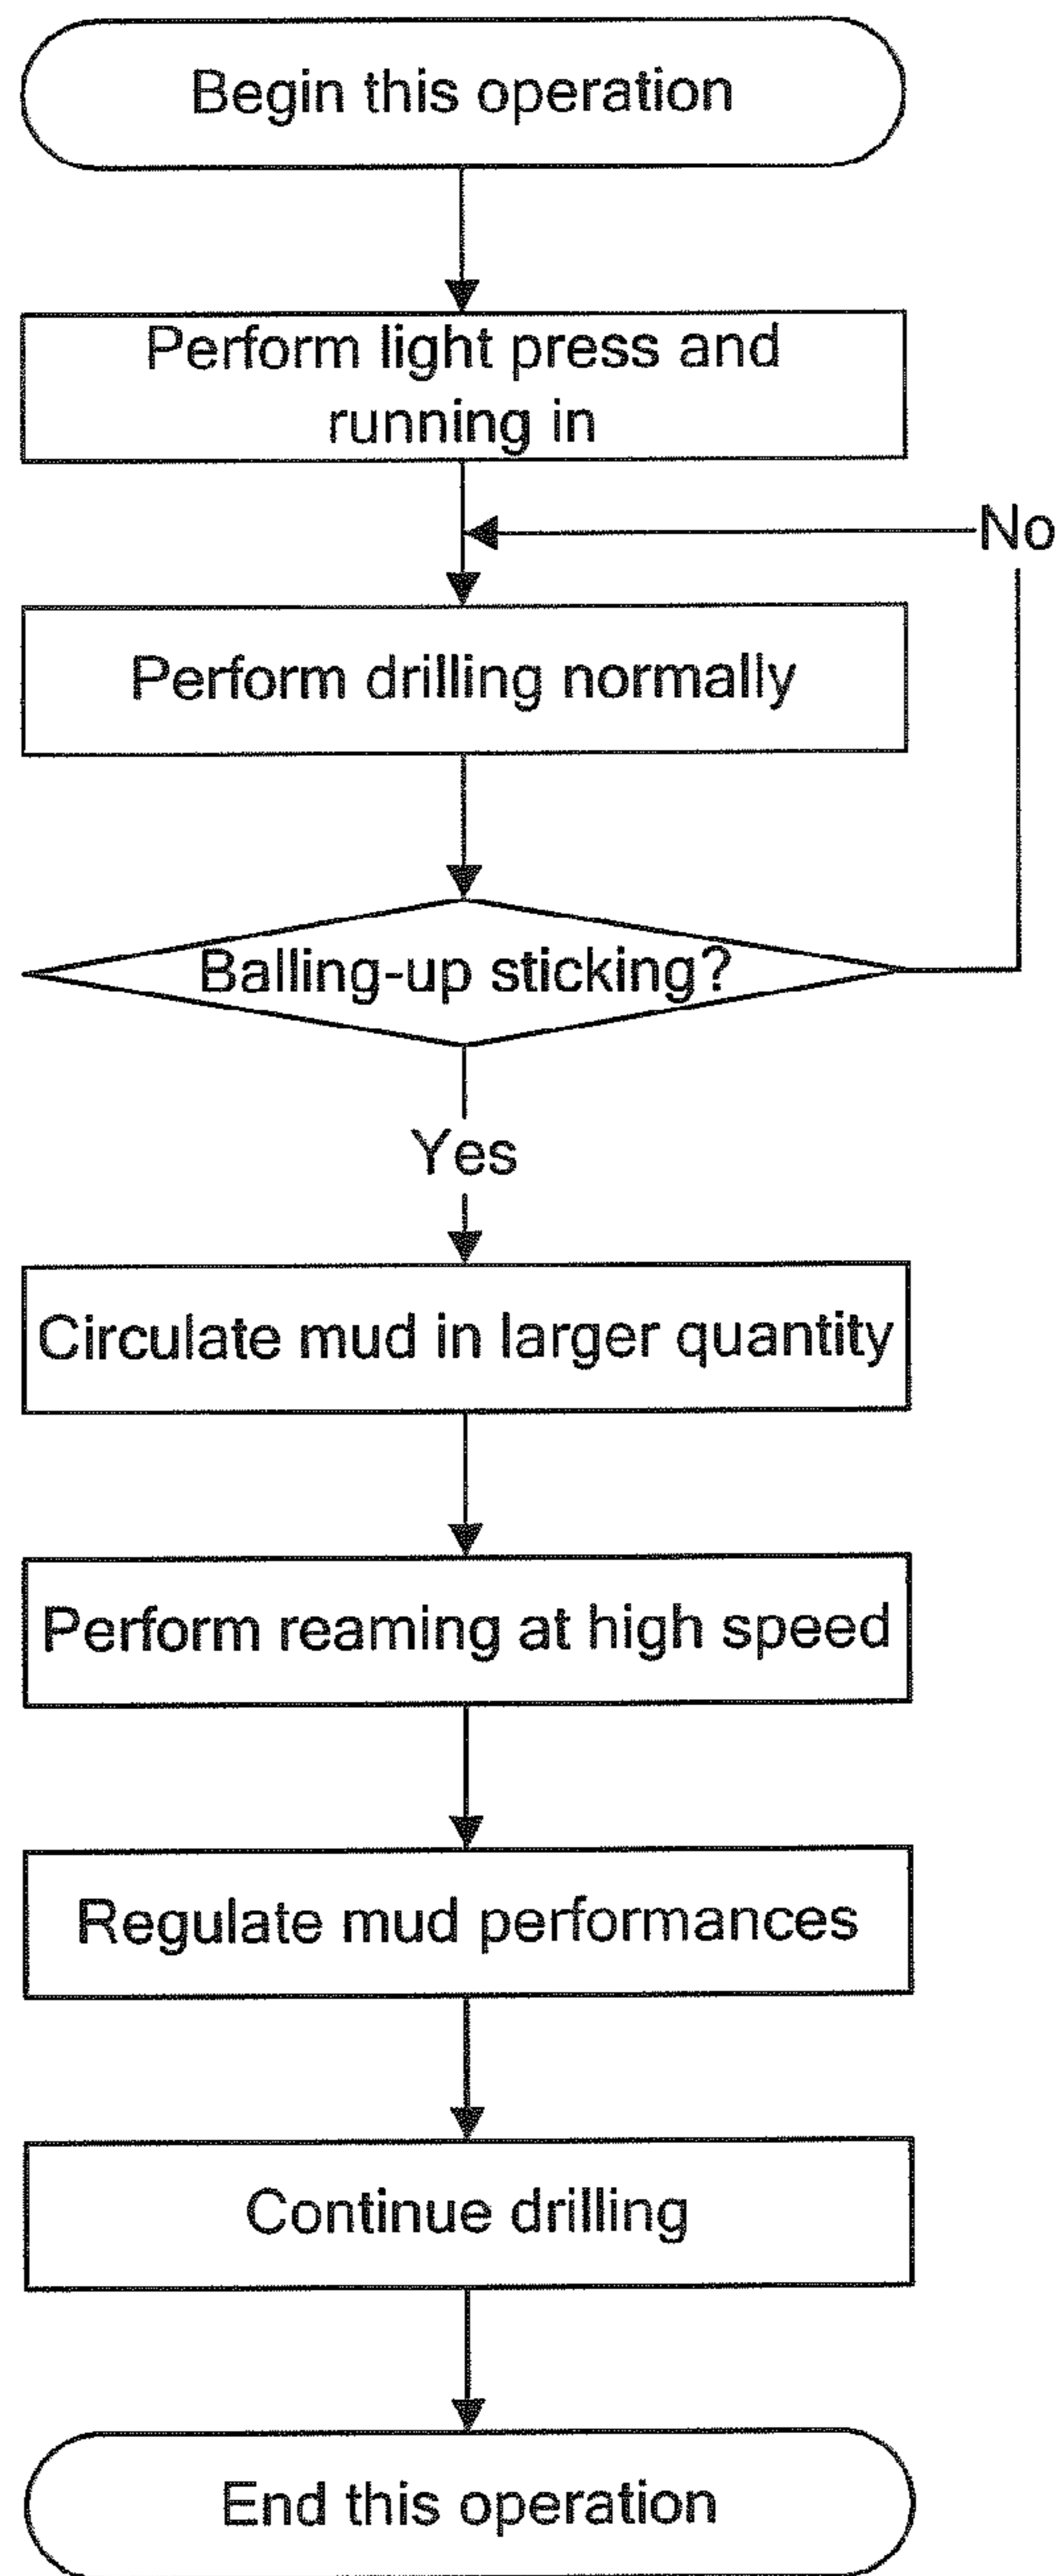 Begin this operation
Perform light press and
running in
No
Perform drilling normally
Balling-up sticking?
Yes
Circulate mud in larger quantity
Perform reaming at high speed
Regulate mud performances
Continue drilling
End this operation